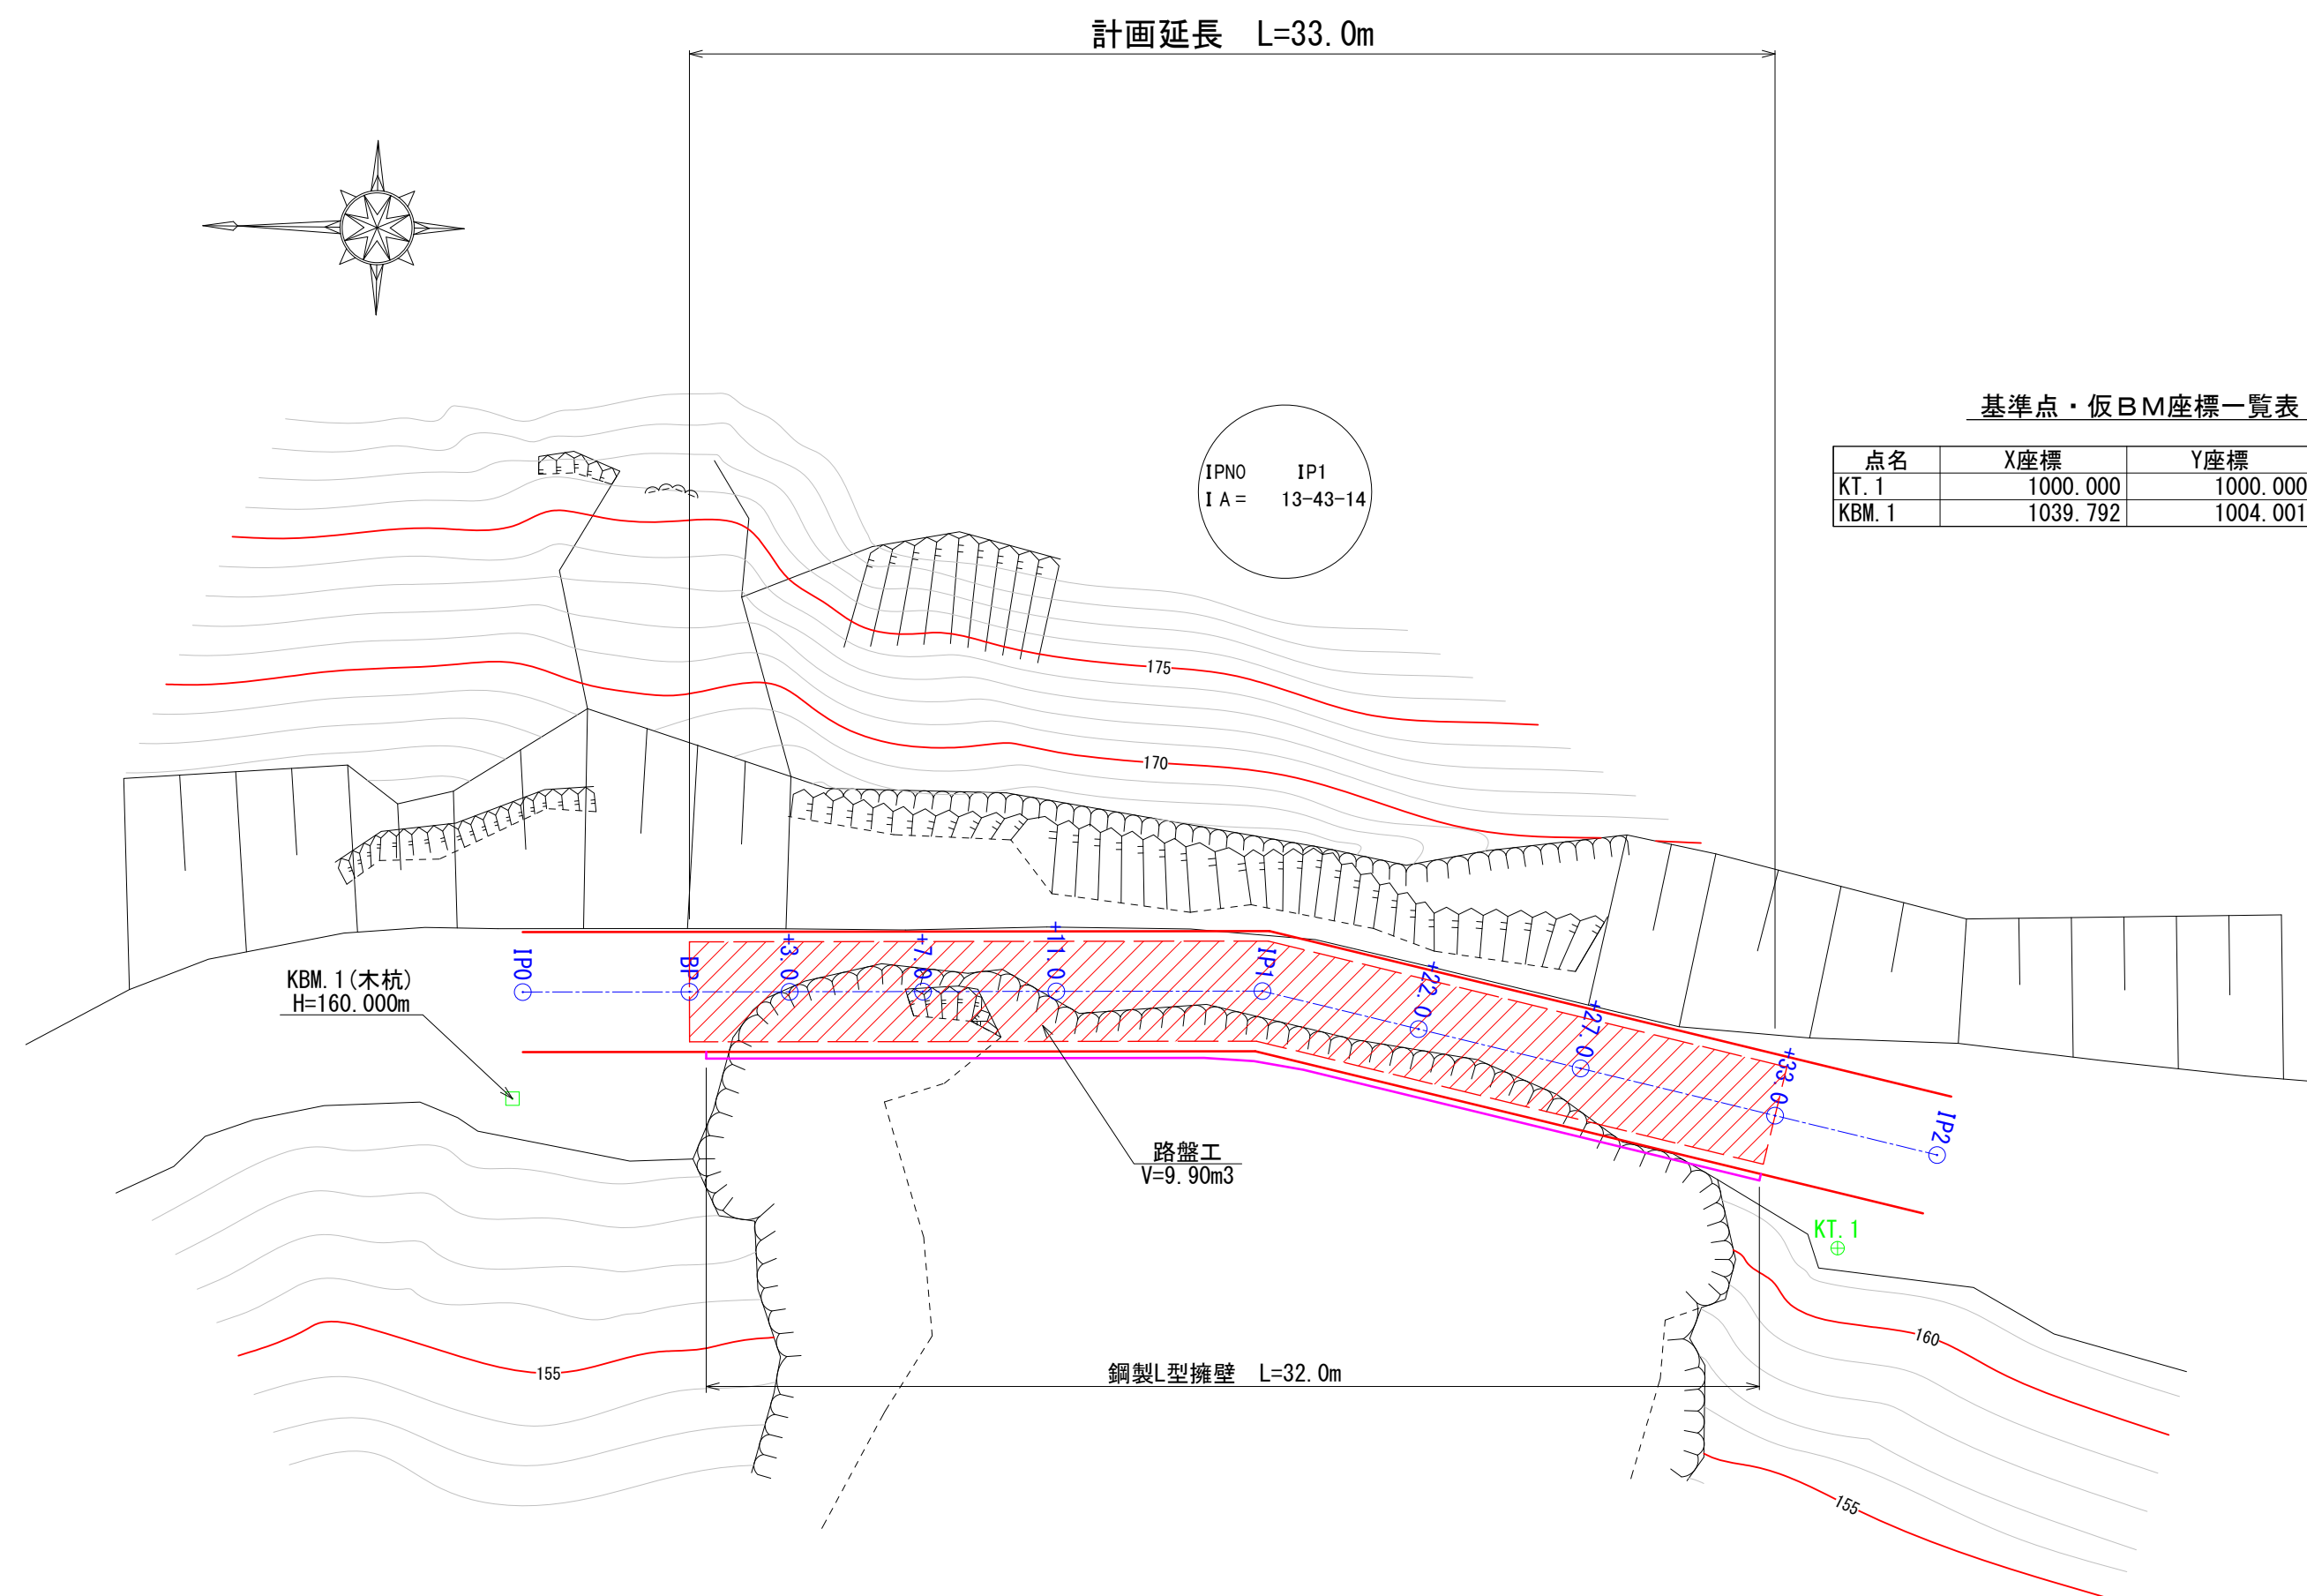 計画延長　L=33.0m
基準点・仮BM座標一覧表
点名 X座標 Y座標
KT.1 1000.000 1000.000
KBM.1 1039.792 1004.001
IPNO IP1
IA= 13-43-14
175
170
KBM.1(木杭)
H=160.000m
IP0
BP
+3.0
+7.0
+11.0
IP1
+22.0
+27.0
+33.0
IP2
路盤工
V=9.90m3
KT.1
160
155
鋼製L型擁壁　L=32.0m
155